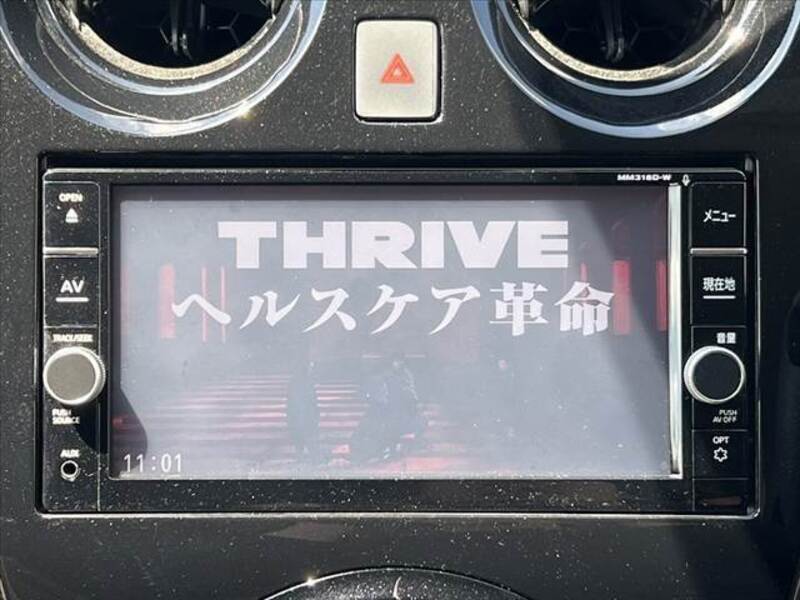 MM316D-W
OPEN
メニュー
THRIVE
AV
現在地
ヘルスケア革命
TRACK/SEEK
音量
PUSH
SOURCE
PUSH
AV OFF
AUX
OPT
11:01